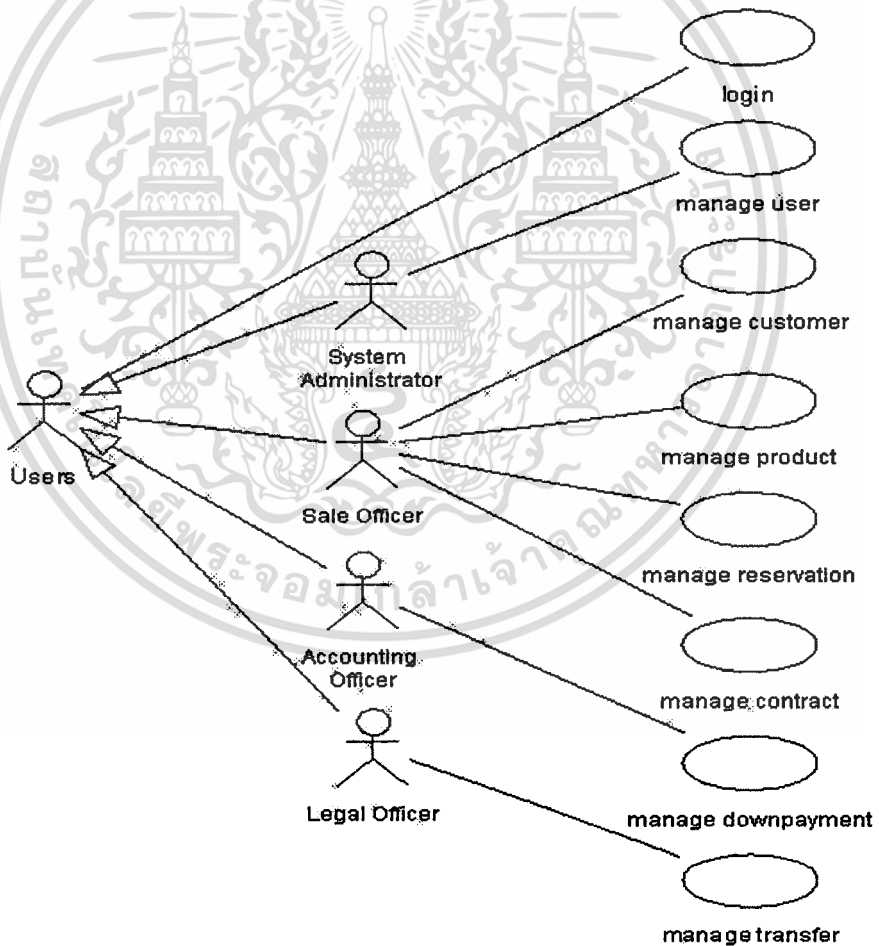 login
manage user
manage customer
manage product
manage reservation
manage contract
manage downpayment
manage transfer
System
Administrator
Users
Sale Officer
Accounting
Officer
Legal Officer